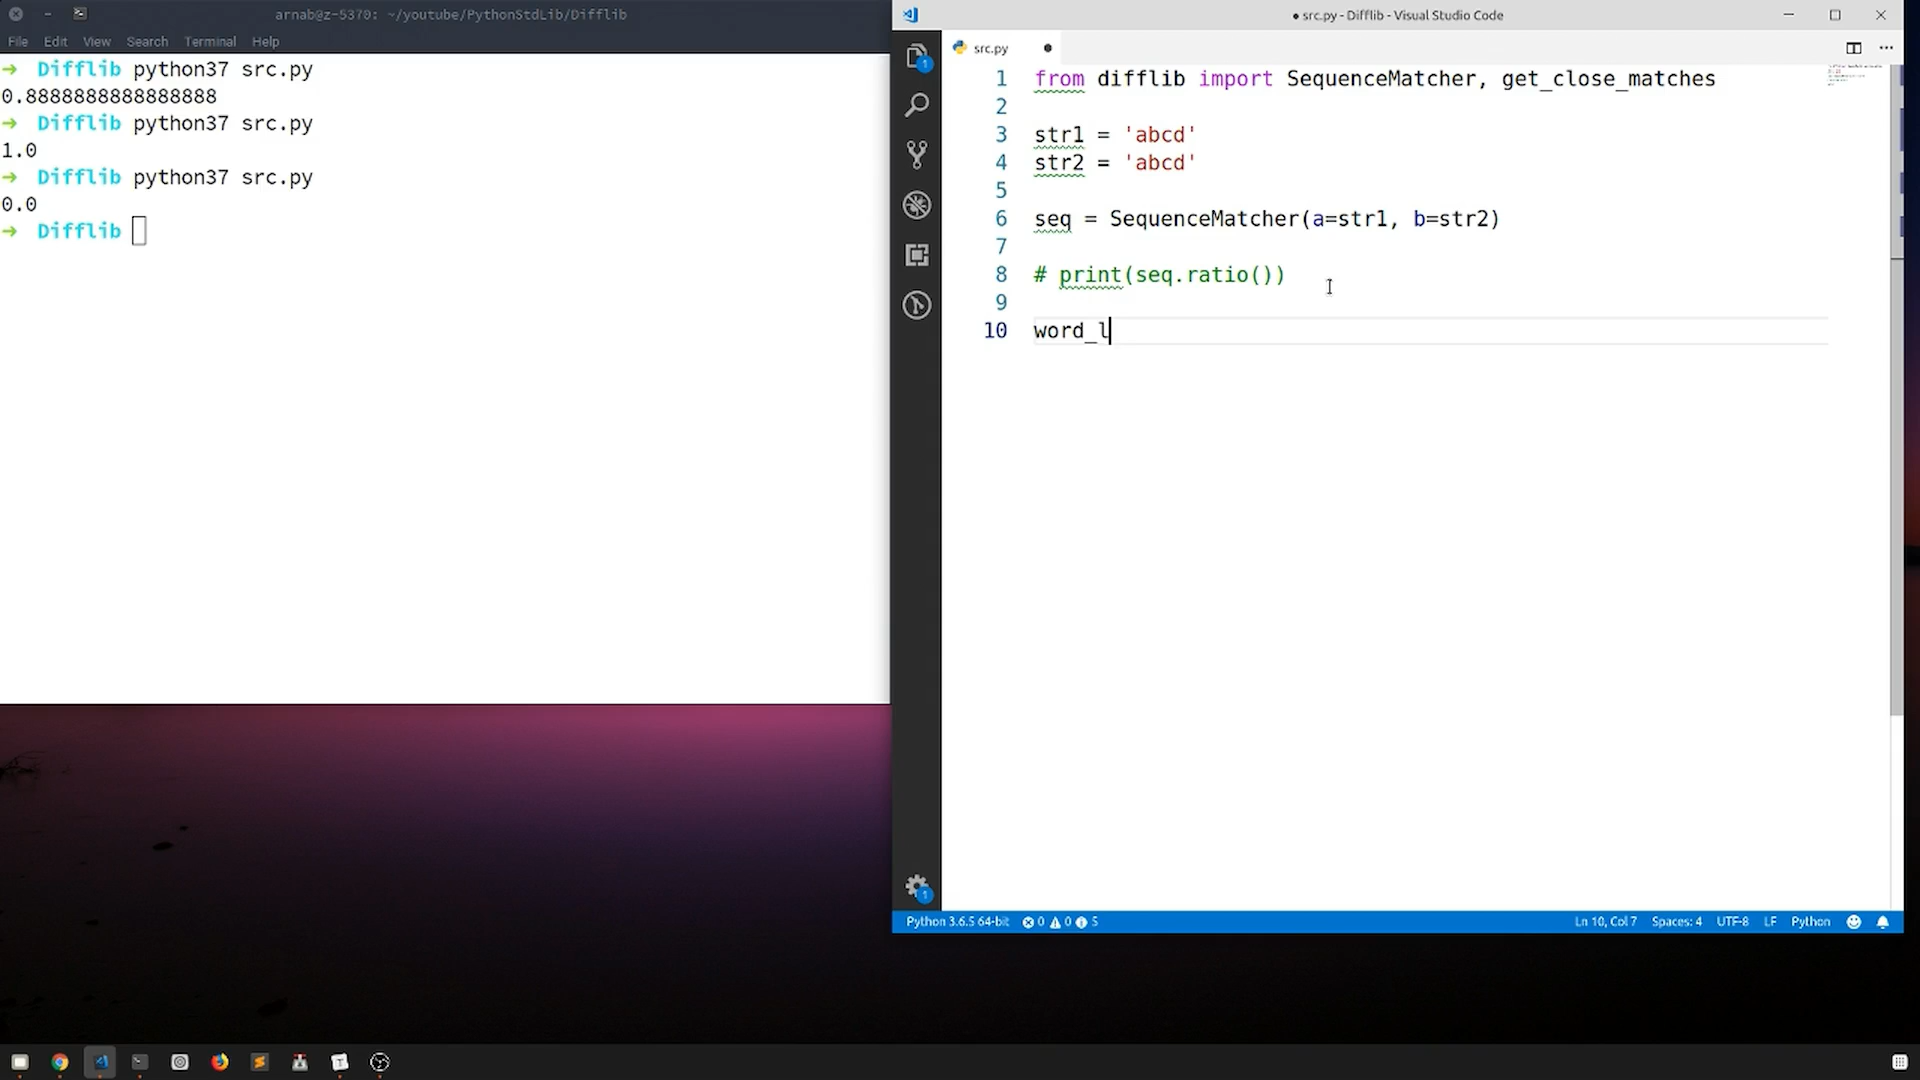 arnab@z-5370: ~/youtube/PythonStdLib/Difflib
File Edit View Search Terminal Help
➜ Difflib python37 src.py
0.8888888888888888
➜ Difflib python37 src.py
1.0
➜ Difflib python37 src.py
0.0
➜ Difflib
● src.py - Difflib - Visual Studio Code
src.py
1 from difflib import SequenceMatcher, get_close_matches
2
3 str1 = 'abcd'
4 str2 = 'abcd'
5
6 seq = SequenceMatcher(a=str1, b=str2)
7
8 # print(seq.ratio())
9
10 word_l
1
1
Python 3.6.5 64-bit 0 0 5 Ln 10, Col 7 Spaces: 4 UTF-8 LF Python